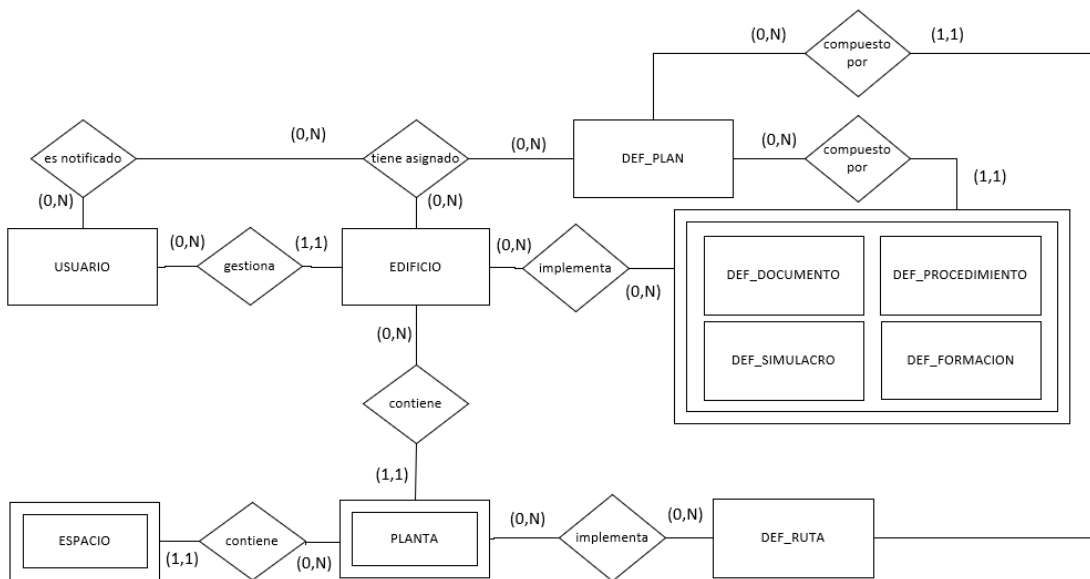 (0,N)
compuesto
por
(1,1)
es notificado
(0,N)
tiene asignado
(0,N)
DEF_PLAN
(0,N)
compuesto
por
(1,1)
(0,N)
(0,N)
USUARIO
(0,N)
gestiona
(1,1)
EDIFICIO
(0,N)
implementa
(0,N)
DEF_DOCUMENTO
DEF_PROCEDIMIENTO
DEF_SIMULACRO
DEF_FORMACION
(0,N)
contiene
(1,1)
ESPACIO
(1,1)
contiene
(0,N)
PLANTA
(0,N)
implementa
(0,N)
DEF_RUTA